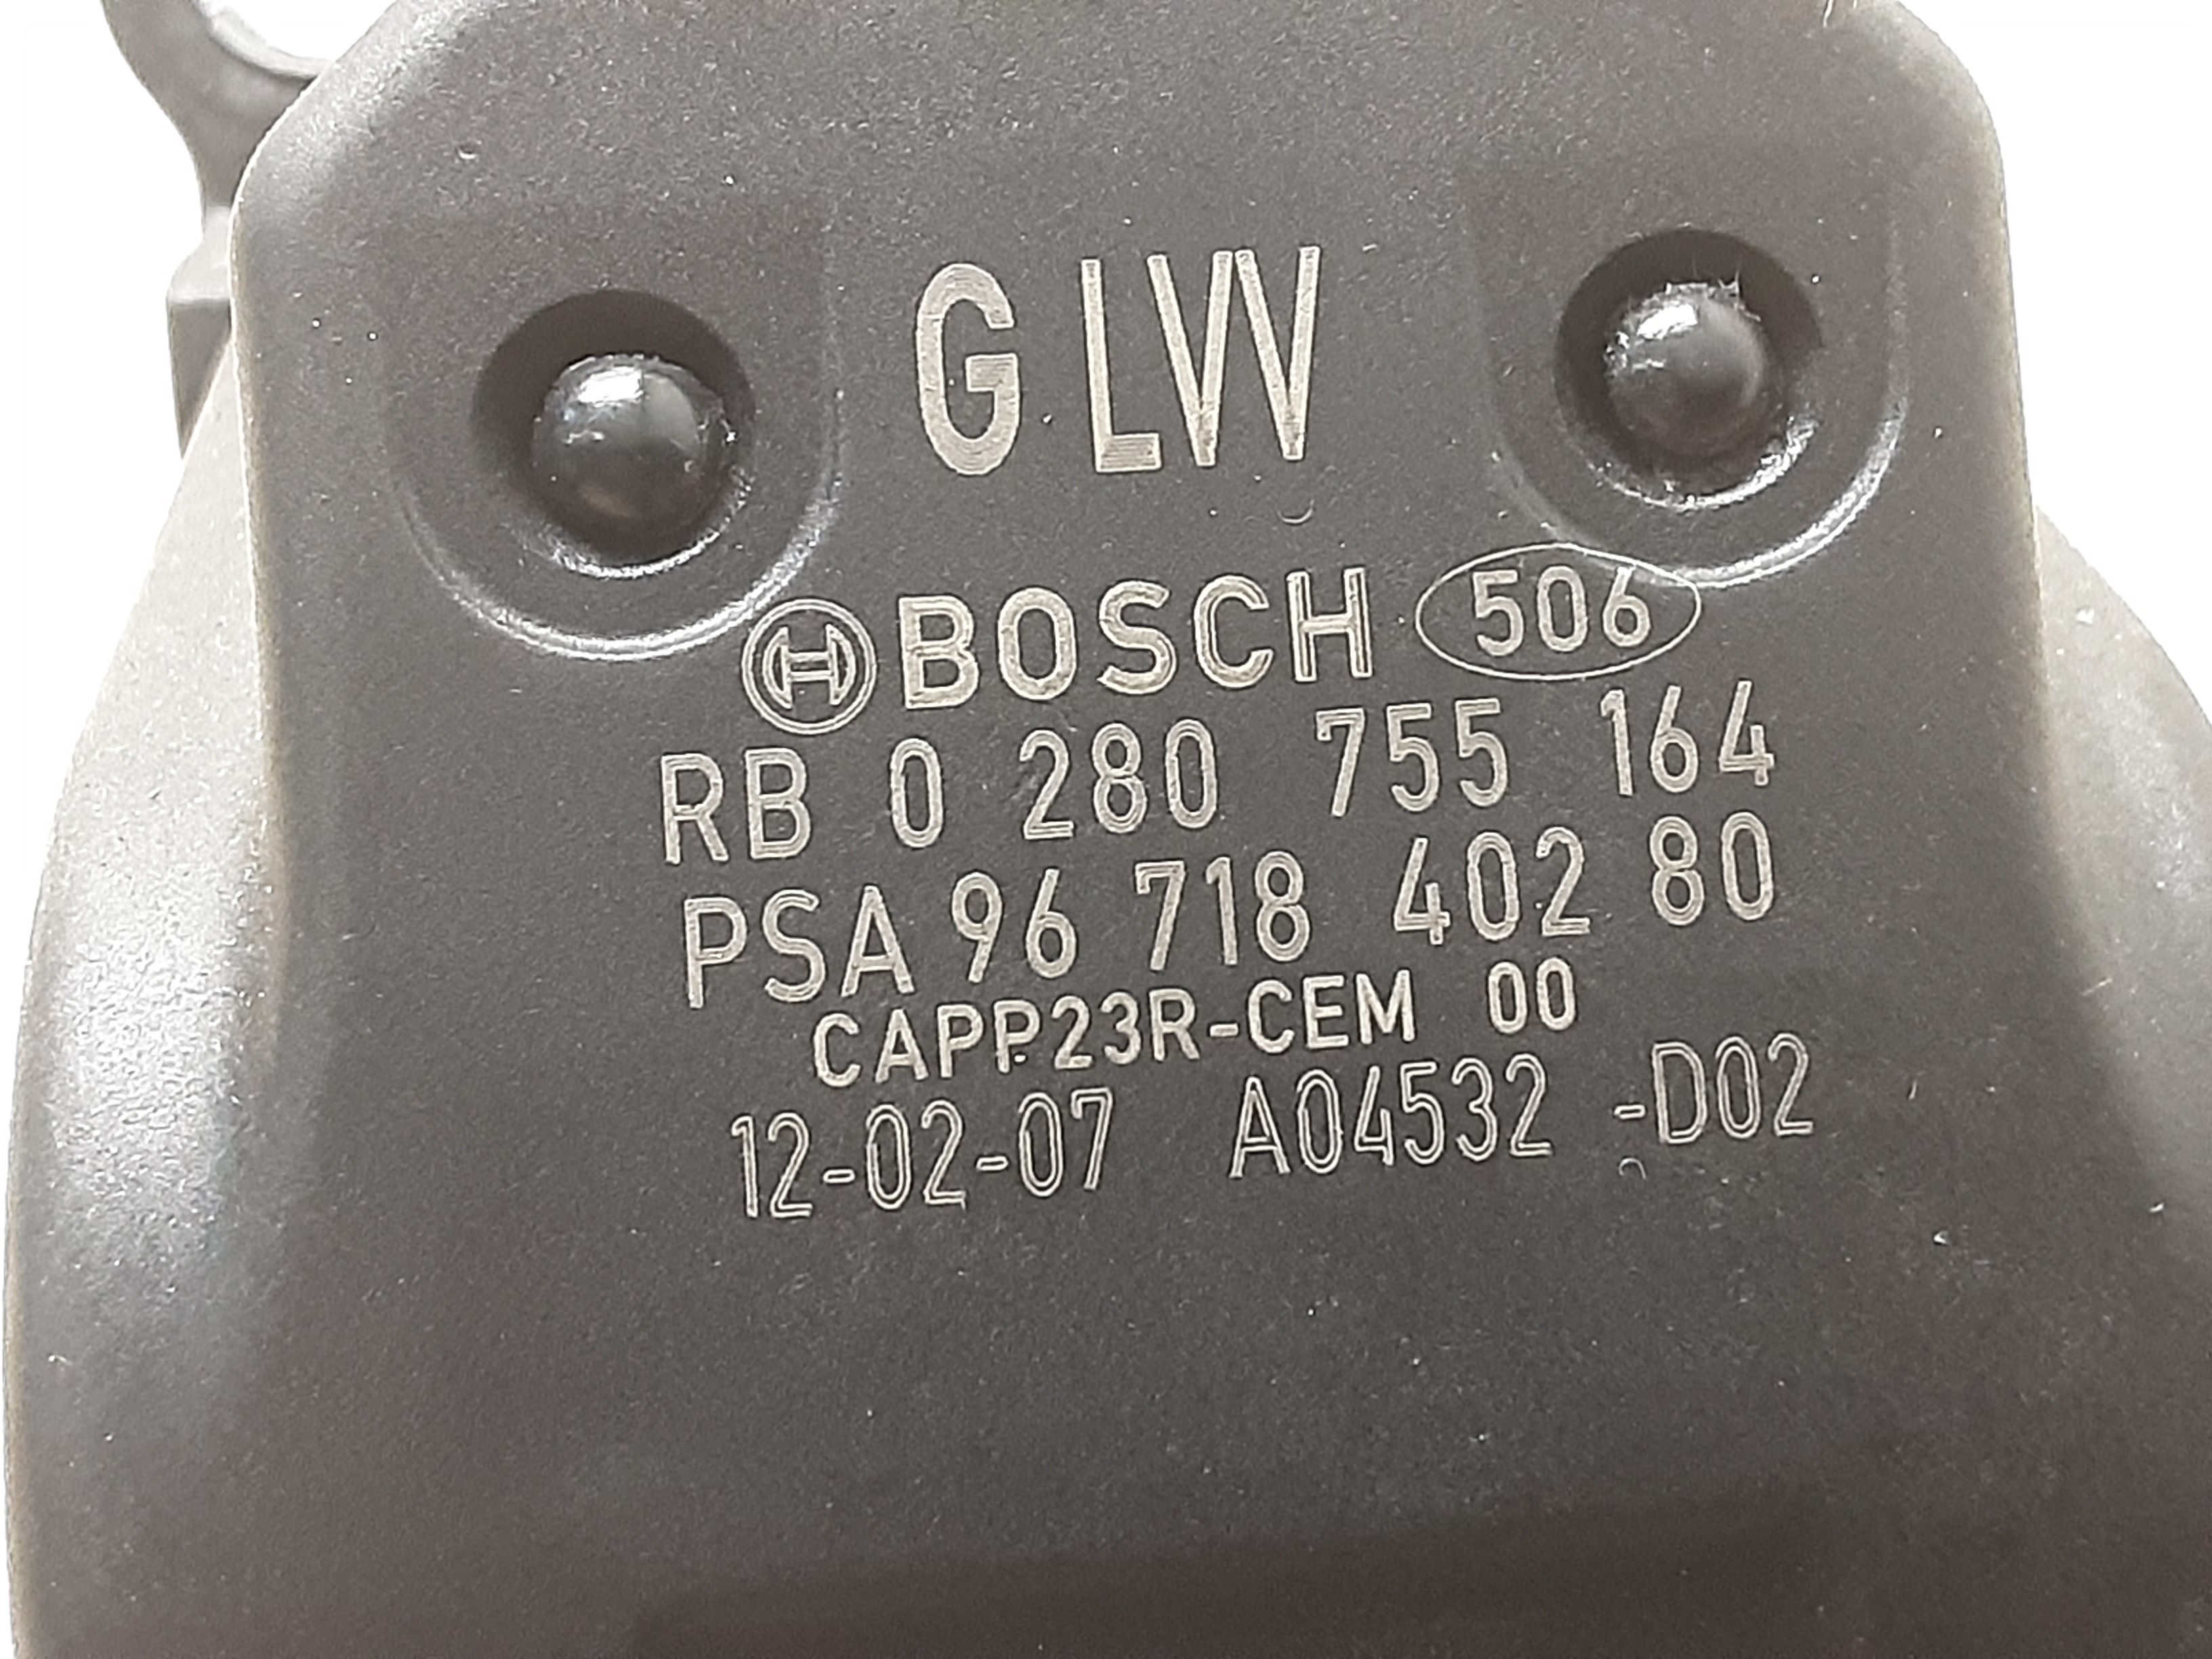 G LW
BOSCH 506
RB 0 280 755 164
PSA 96 718 402 80
CAPP23R-CEM 00
12-02-07 A04532 -D02